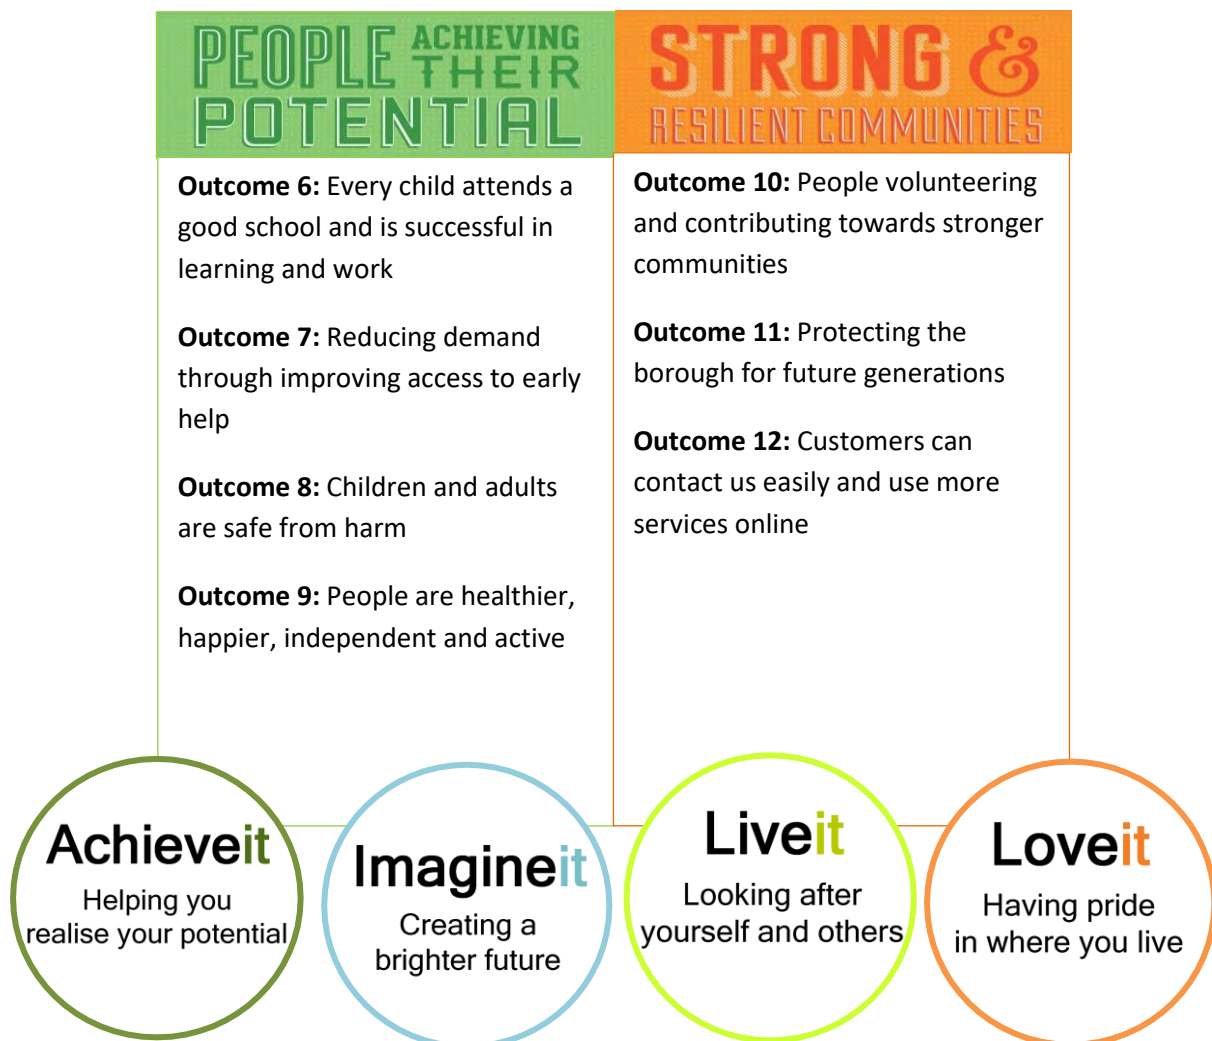 PEOPLE ACHIEVING THEIR
POTENTIAL
Outcome 6: Every child attends a
good school and is successful in
learning and work
Outcome 7: Reducing demand
through improving access to early
help
Outcome 8: Children and adults
are safe from harm
Outcome 9: People are healthier,
happier, independent and active
STRONG &
RESILIENT COMMUNITIES
Outcome 10: People volunteering
and contributing towards stronger
communities
Outcome 11: Protecting the
borough for future generations
Outcome 12: Customers can
contact us easily and use more
services online
Achieveit
Helping you
realise your potential
Imagineit
Creating a
brighter future
Liveit
Looking after
yourself and others
Loveit
Having pride
in where you live